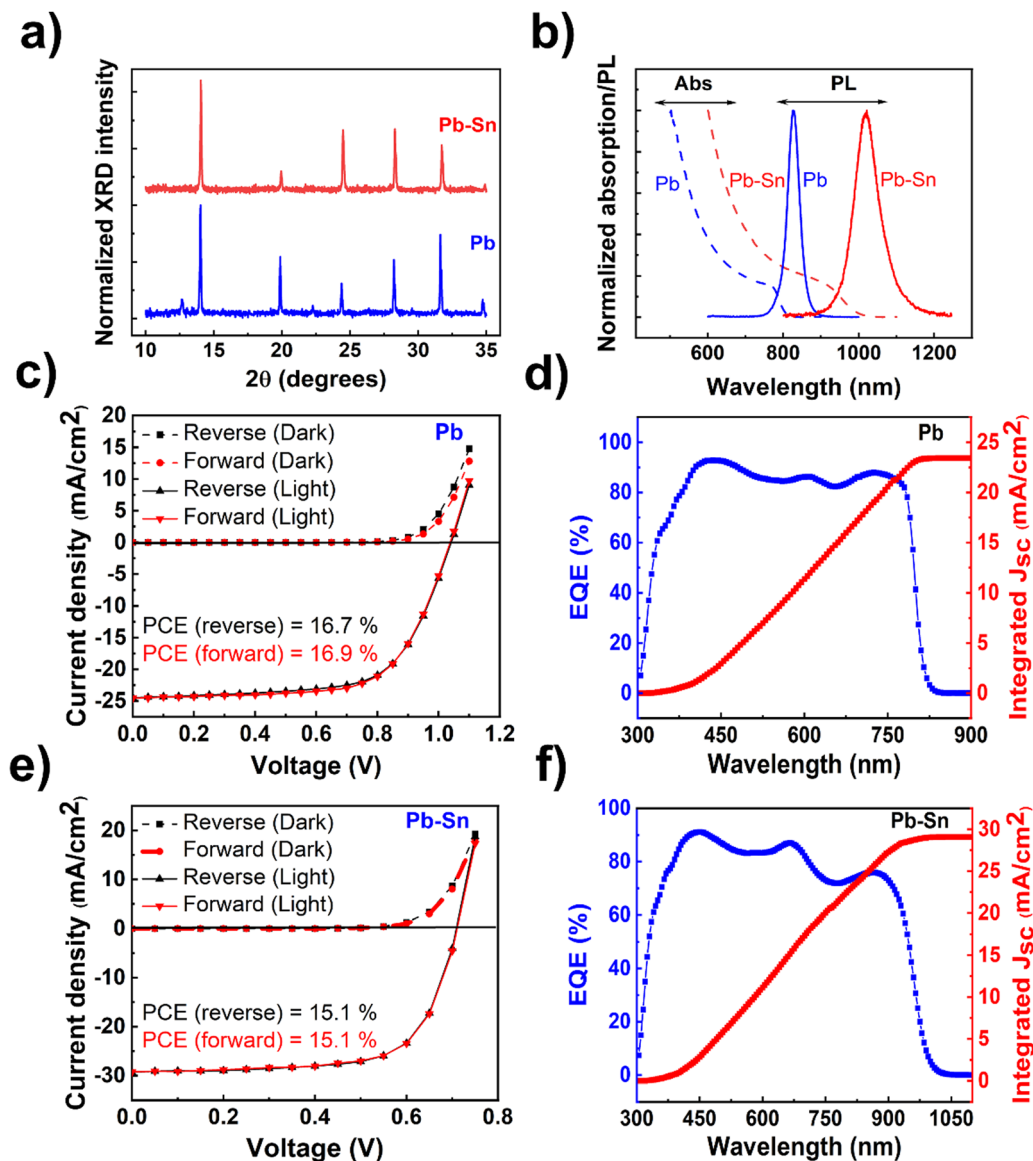 a)
Normalized XRD intensity
Pb-Sn
Pb
10 15 20 25 30 35
2θ (degrees)
b)
Normalized absorption/PL
Abs
PL
Pb
Pb-Sn
Pb
Pb-Sn
600 800 1000 1200
Wavelength (nm)
c)
Current density (mA/cm2)
20
15
10
5
0
-5
-10
-15
-20
-25
Reverse (Dark)
Forward (Dark)
Reverse (Light)
Forward (Light)
Pb
PCE (reverse) = 16.7 %
PCE (forward) = 16.9 %
0.0 0.2 0.4 0.6 0.8 1.0 1.2
Voltage (V)
d)
EQE (%)
100
80
60
40
20
0
Pb
25
20
15
10
5
0
Integrated Jsc (mA/cm2)
300 450 600 750 900
Wavelength (nm)
e)
Current density (mA/cm2)
20
10
0
-10
-20
-30
Reverse (Dark)
Forward (Dark)
Reverse (Light)
Forward (Light)
Pb-Sn
PCE (reverse) = 15.1 %
PCE (forward) = 15.1 %
0.0 0.2 0.4 0.6 0.8
Voltage (V)
f)
EQE (%)
100
80
60
40
20
0
Pb-Sn
30
25
20
15
10
5
0
Integrated Jsc (mA/cm2)
300 450 600 750 900 1050
Wavelength (nm)